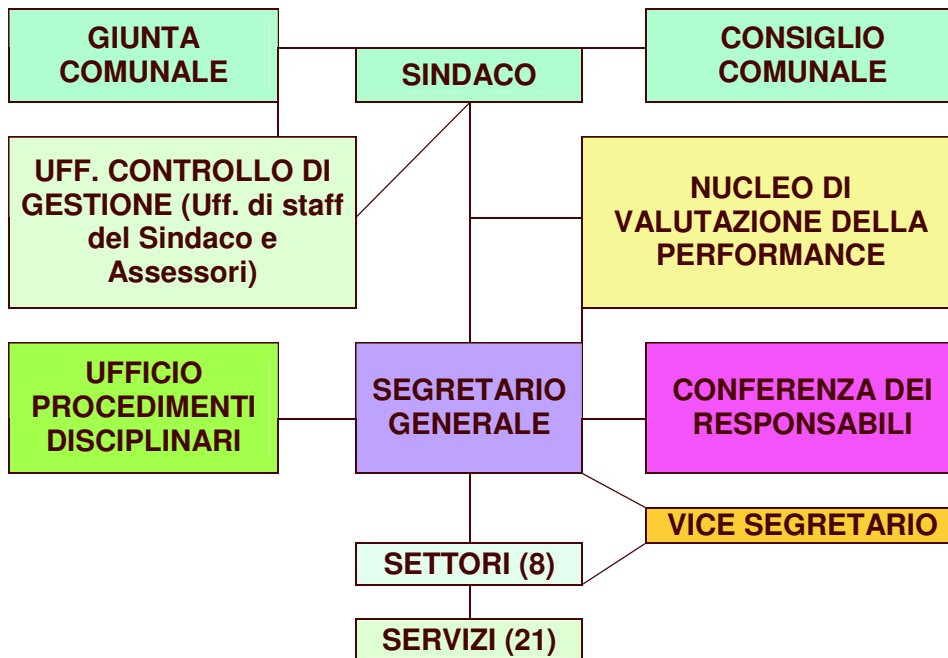 GIUNTA
COMUNALE
SINDACO
CONSIGLIO
COMUNALE
UFF. CONTROLLO DI
GESTIONE (Uff. di staff
del Sindaco e
Assessori)
NUCLEO DI
VALUTAZIONE DELLA
PERFORMANCE
UFFICIO
PROCEDIMENTI
DISCIPLINARI
SEGRETARIO
GENERALE
CONFERENZA DEI
RESPONSABILI
VICE SEGRETARIO
SETTORI (8)
SERVIZI (21)